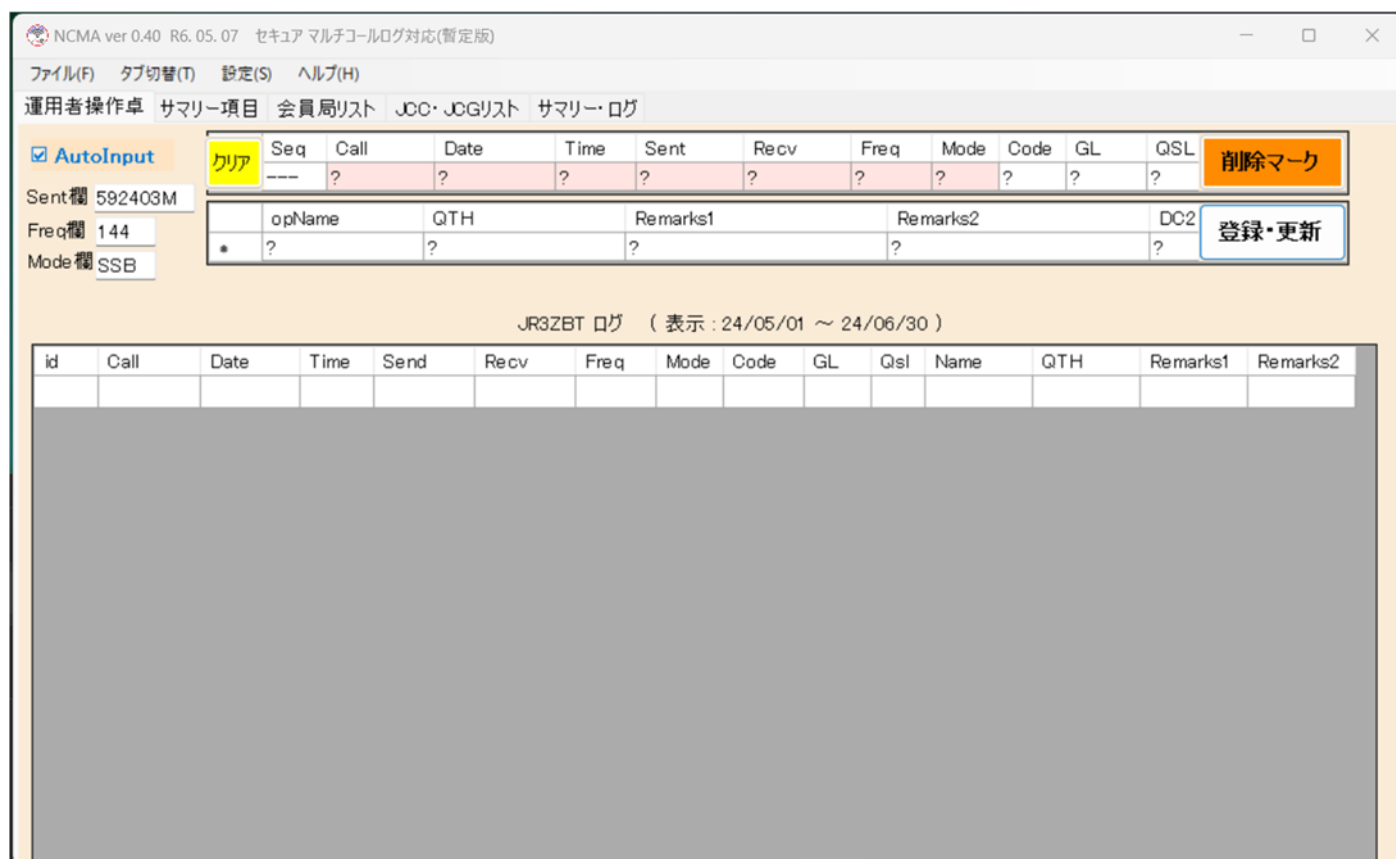 NCMA ver 0.40 R6. 05. 07 セキュア マルチコールログ対応(暫定版)
ファイル(F) タブ切替(T) 設定(S) ヘルプ(H)
運用者操作卓 サマリー項目 会員局リスト JCC・JCGリスト サマリー・ログ
AutoInput
クリア
Seq Call Date Time Sent Recv Freq Mode Code GL QSL
--- ? ? ? ? ? ? ? ? ? ?
削除マーク
Sent欄 592403M
Freq欄 144
Mode欄 SSB
opName QTH Remarks1 Remarks2 DC2
* ? ? ? ? ?
登録・更新
JR3ZBT ログ ( 表示 : 24/05/01 ~ 24/06/30 )
id Call Date Time Send Recv Freq Mode Code GL Qsl Name QTH Remarks1 Remarks2